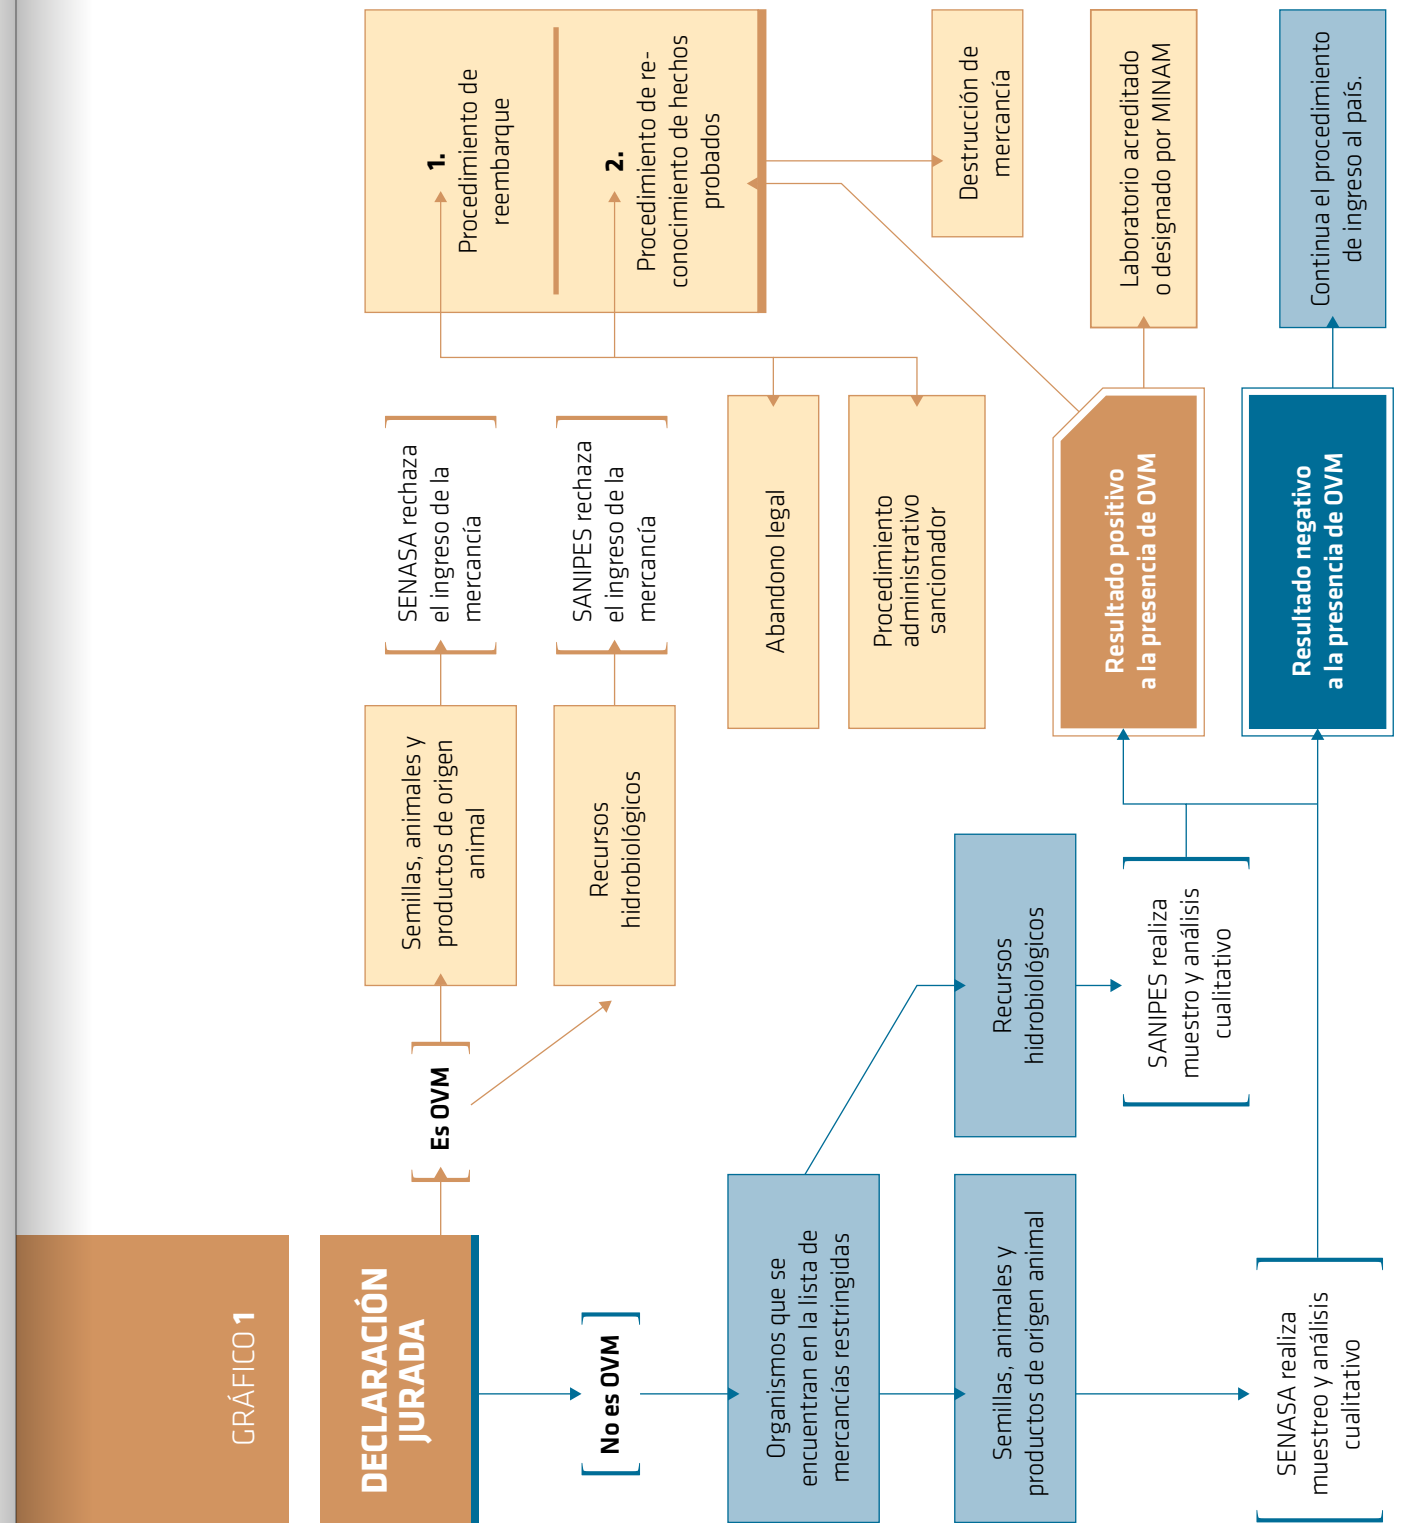 GRÁFICO 1
DECLARACIÓN
JURADA
Es OVM
Semillas, animales y
productos de origen
animal
SENASA rechaza
el ingreso de la
mercancía
Recursos
hidrobiológicos
SANIPES rechaza
el ingreso de la
mercancía
1.
Procedimiento de
reembarque
2.
Procedimiento de re-
conocimiento de hechos
probados
Abandono legal
Procedimiento
administrativo
sancionador
Destrucción de
mercancía
No es OVM
Organismos que se
encuentran en la lista de
mercancías restringidas
Semillas, animales y
productos de origen animal
Recursos
hidrobiológicos
SENASA realiza
muestreo y análisis
cualitativo
SANIPES realiza
muestro y análisis
cualitativo
Resultado positivo
a la presencia de OVM
Laboratorio acreditado
o designado por MINAM
Resultado negativo
a la presencia de OVM
Continua el procedimiento
de ingreso al país.